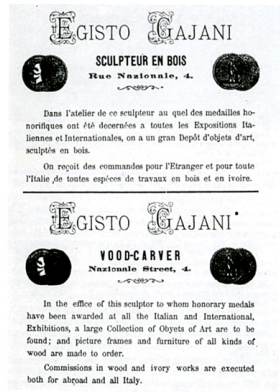 EGISTO GAJANI
SCULPTEUR EN BOIS
Rue Nazionale, 4.
Dans l'atelier de ce sculpteur au quel des medailles ho-
norifiques ont été decernées a toutes les Expositions Ita-
liennes et Internationales, on a un gran Depôt d'objets d'art,
sculptés en bois.
On reçoit des commandes pour l'Etranger et pour toute
l'Italie de toutes espèces de travaux en bois et en ivoire.
EGISTO GAJANI
WOOD-CARVER
Nazionale Street, 4.
In the effice of this sculptor to whom honorary medals
have been awarded at all the Italian and International,
Exhibitions, a large Collection of Obyets of Art are to be
found; and picture frames and furniture of all kinds of
wood are made to order.
Commissions in wood and ivory works are executed
both for abroad and all Italy.